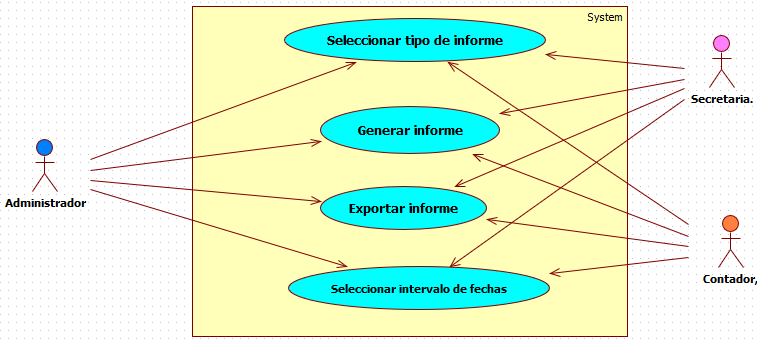 System
Seleccionar tipo de informe
Secretaria.
Generar informe
Administrador
Exportar informe
Contador,
Seleccionar intervalo de fechas